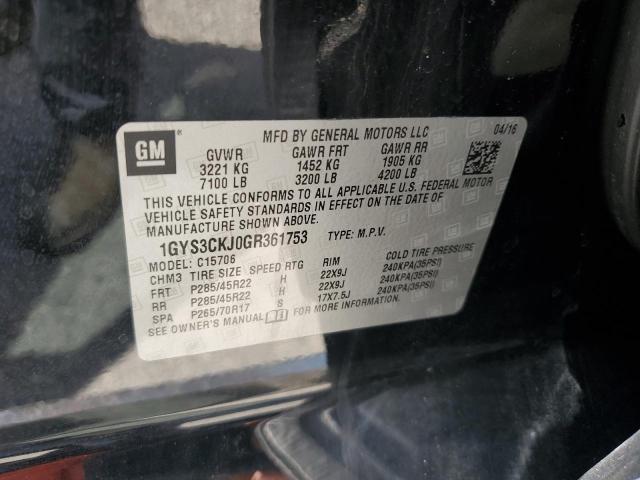 GM
MFD BY GENERAL MOTORS LLC 04/16
GVWR GAWR FRT GAWR RR
3221 KG 1452 KG 1905 KG
7100 LB 3200 LB 4200 LB
THIS VEHICLE CONFORMS TO ALL APPLICABLE U.S. FEDERAL MOTOR
VEHICLE SAFETY STANDARDS IN EFFECT ON THE DATE OF
MANUFACTURE SHOWN ABOVE.
1GYS3CKJ0GR361753 TYPE: M.P.V.
MODEL: C15706
CHM3 TIRE SIZE SPEED RTG RIM COLD TIRE PRESSURE
FRT P285/45R22 H 22X9J 240KPA(35PSI)
RR P285/45R22 H 22X9J 240KPA(35PSI)
SPA P265/70R17 S 17X7.5J 240KPA(35PSI)
SEE OWNER'S MANUAL FOR MORE INFORMATION.